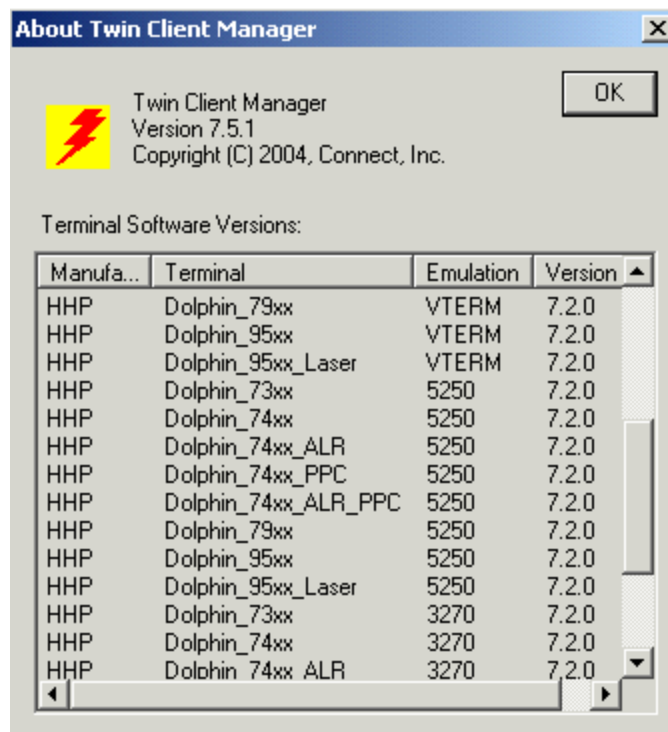 About Twin Client Manager
OK
Twin Client Manager
Version 7.5.1
Copyright (C) 2004, Connect, Inc.
Terminal Software Versions:
Manufa... Terminal Emulation Version
HHP Dolphin_79xx VTERM 7.2.0
HHP Dolphin_95xx VTERM 7.2.0
HHP Dolphin_95xx_Laser VTERM 7.2.0
HHP Dolphin_73xx 5250 7.2.0
HHP Dolphin_74xx 5250 7.2.0
HHP Dolphin_74xx_ALR 5250 7.2.0
HHP Dolphin_74xx_PPC 5250 7.2.0
HHP Dolphin_74xx_ALR_PPC 5250 7.2.0
HHP Dolphin_79xx 5250 7.2.0
HHP Dolphin_95xx 5250 7.2.0
HHP Dolphin_95xx_Laser 5250 7.2.0
HHP Dolphin_73xx 3270 7.2.0
HHP Dolphin_74xx 3270 7.2.0
HHP Dolphin_74xx_ALR 3270 7.2.0